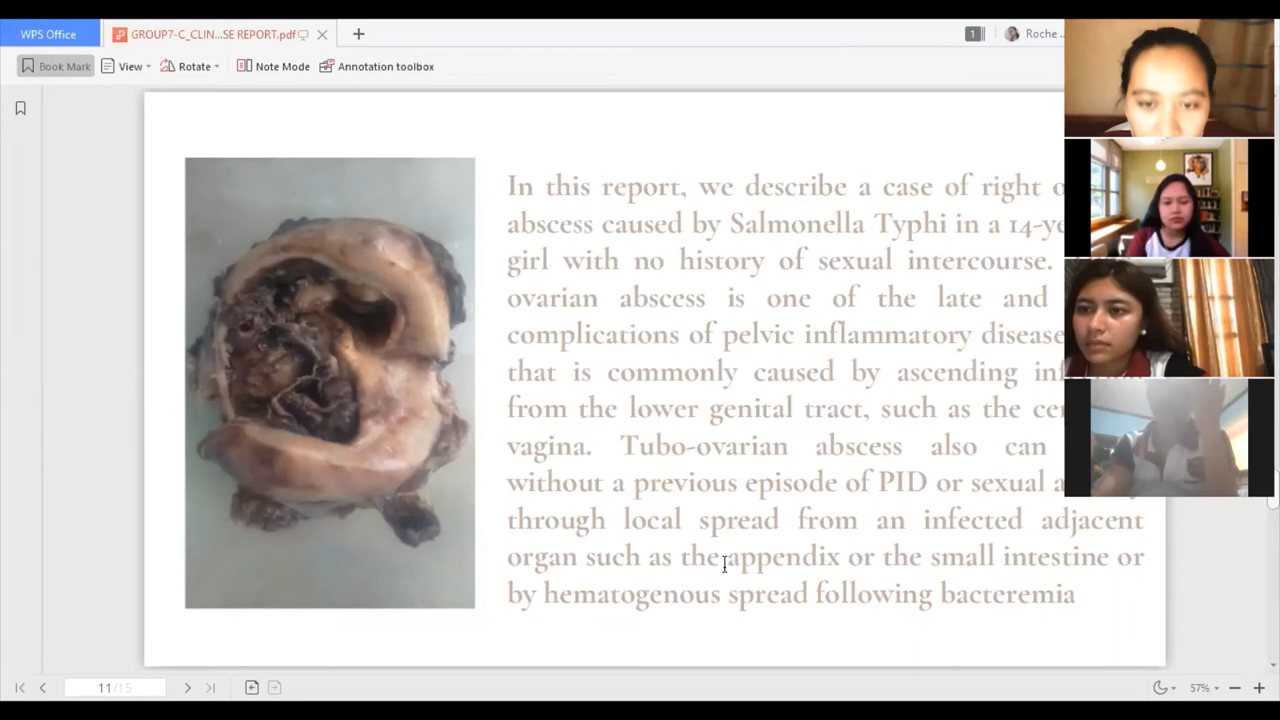 WPS Office
GROUP7-C_CLIN...SE REPORT.pdf
1
Roche
Book Mark
View
Rotate
Note Mode
Annotation toolbox
In this report, we describe a case of right
abscess caused by Salmonella Typhi in a 14-ye
girl with no history of sexual intercourse.
ovarian abscess is one of the late and
complications of pelvic inflammatory disease
that is commonly caused by ascending
from the lower genital tract, such as the
vagina. Tubo-ovarian abscess also can
without a previous episode of PID or sexual
through local spread from an infected adjacent
organ such as the appendix or the small intestine or
by hematogenous spread following bacteremia
11/15
57%